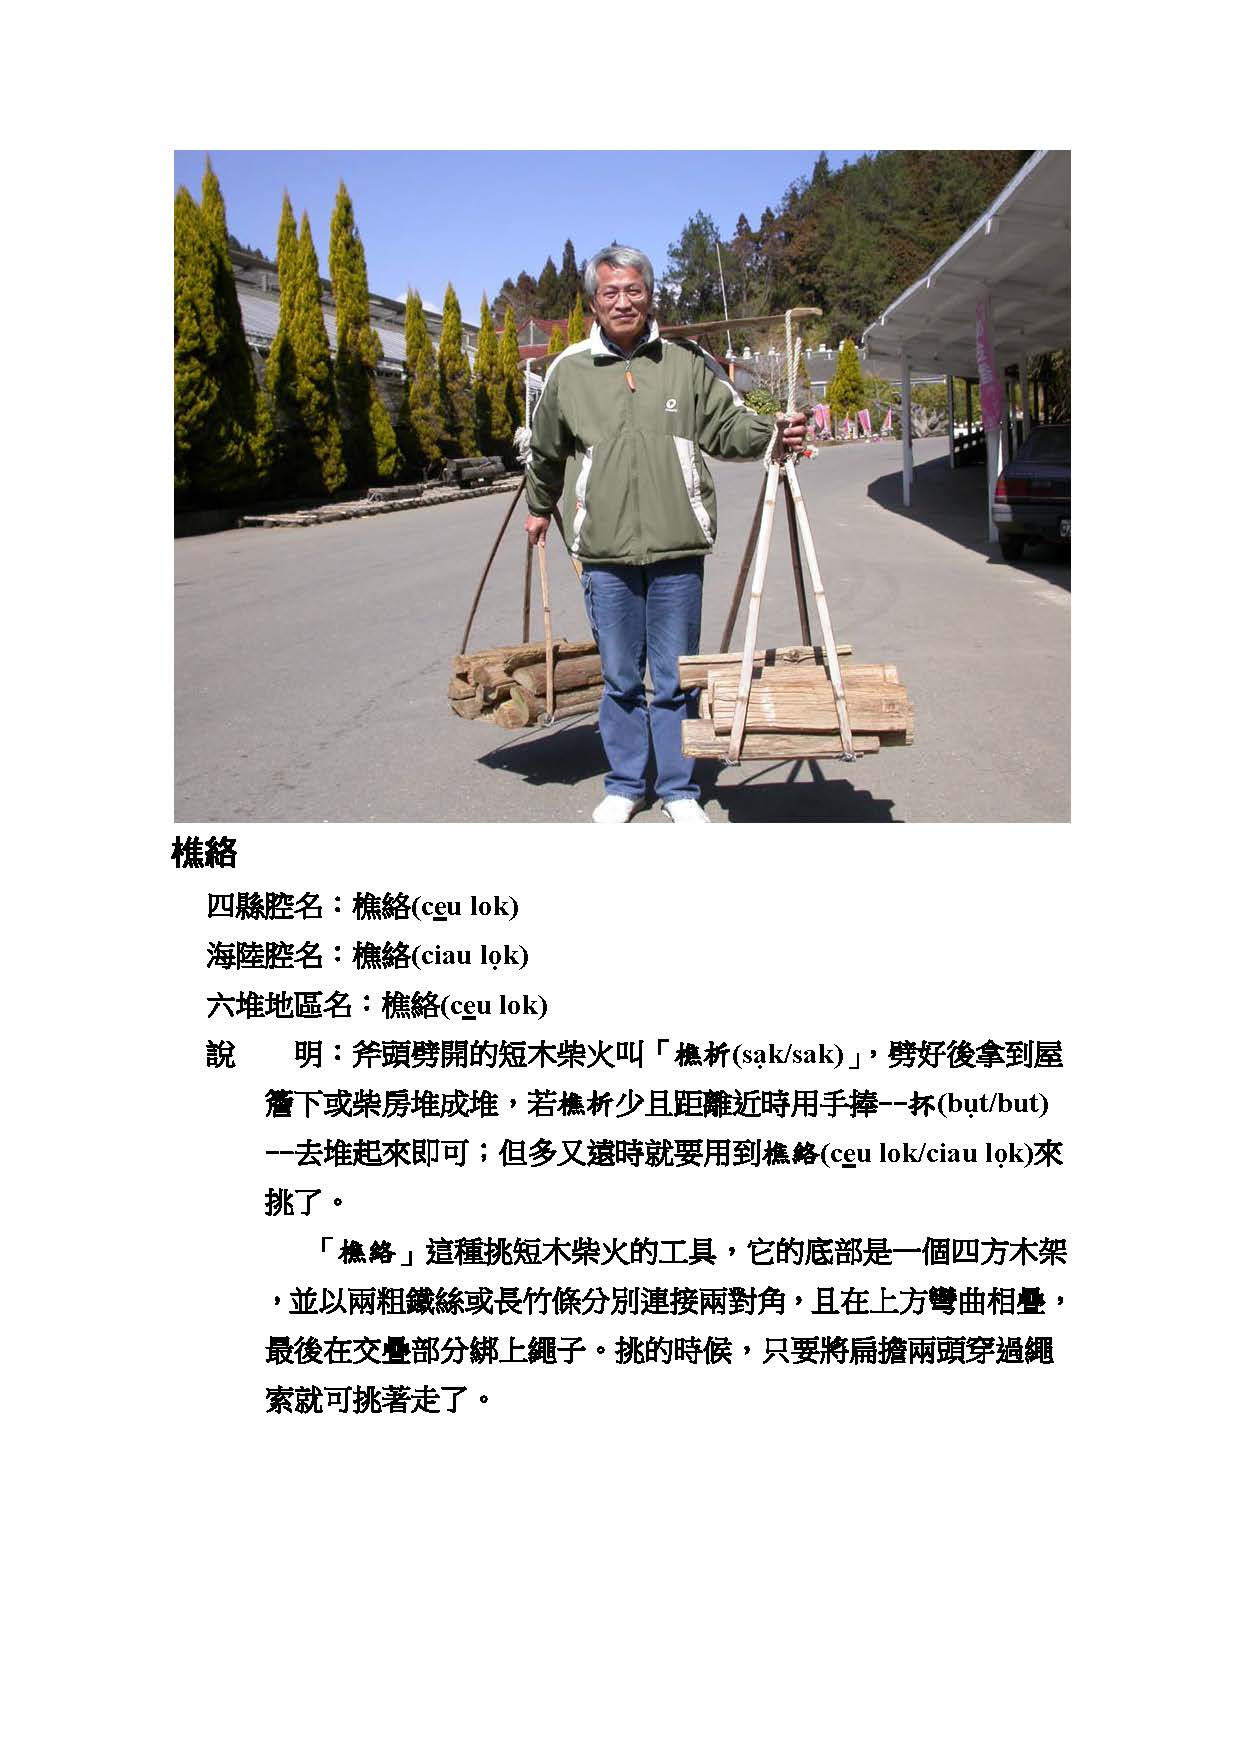 樵絡
四縣腔名：樵絡(ceu lok)
海陸腔名：樵絡(ciau lọk)
六堆地區名：樵絡(ceu lok)
說　　明：斧頭劈開的短木柴火叫「樵析(sạk/sak)」，劈好後拿到屋
簷下或柴房堆成堆，若樵析少且距離近時用手捧--抔(bụt/but)
--去堆起來即可；但多又遠時就要用到樵絡(ceu lok/ciau lọk)來
挑了。
「樵絡」這種挑短木柴火的工具，它的底部是一個四方木架
，並以兩粗鐵絲或長竹條分別連接兩對角，且在上方彎曲相疊，
最後在交疊部分綁上繩子。挑的時候，只要將扁擔兩頭穿過繩
索就可挑著走了。